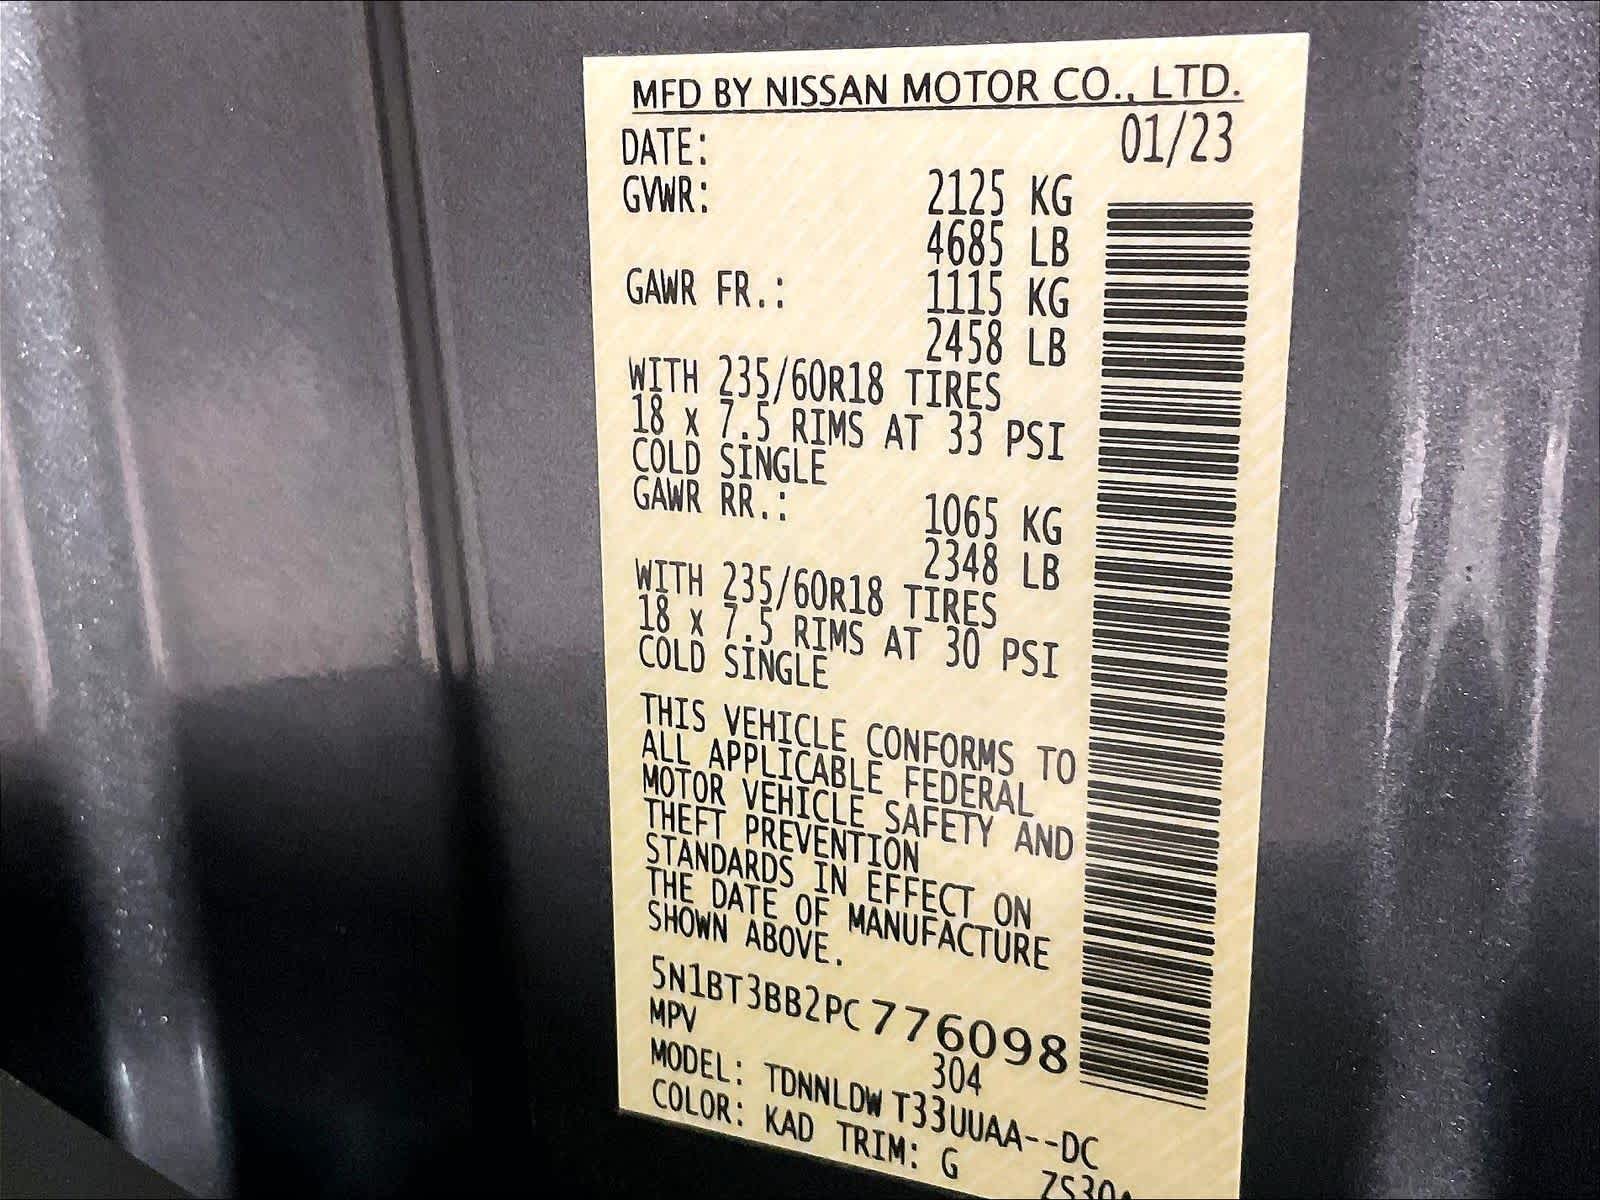 MFD BY NISSAN MOTOR CO., LTD.
DATE: 01/23
GVWR: 2125 KG
4685 LB
GAWR FR.: 1115 KG
2458 LB
WITH 235/60R18 TIRES
18 x 7.5 RIMS AT 33 PSI
COLD SINGLE
GAWR RR.: 1065 KG
2348 LB
WITH 235/60R18 TIRES
18 x 7.5 RIMS AT 30 PSI
COLD SINGLE
THIS VEHICLE CONFORMS TO
ALL APPLICABLE FEDERAL
MOTOR VEHICLE SAFETY AND
THEFT PREVENTION
STANDARDS IN EFFECT ON
THE DATE OF MANUFACTURE
SHOWN ABOVE.
5N1BT3BB2PC776098
MPV 304
MODEL: TDNNLDWT33UUAA--DC
COLOR: KAD TRIM: G